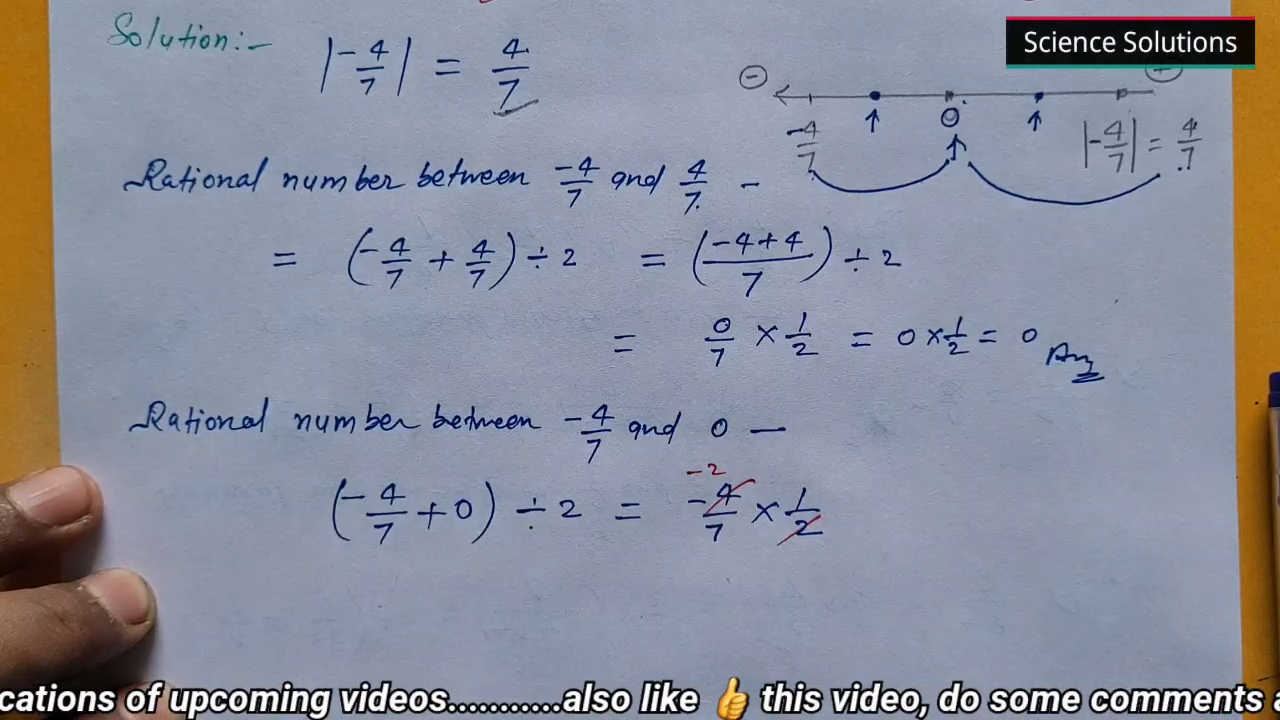 Science Solutions
Solution:-
|-4/7| = 4/7
⊖ ⊕
-4/7 ↑ 0 ↑ ↑ |-4/7| = 4/7
Rational number between -4/7 and 4/7 -
= (-4/7 + 4/7) ÷ 2 = (-4+4/7) ÷ 2
= 0/7 × 1/2 = 0 × 1/2 = 0 Ans
Rational number between -4/7 and 0 —
-2
(-4/7 + 0) ÷ 2 = -4/7 × 1/2
cations of upcoming videos...........also like 👍 this video, do some comments